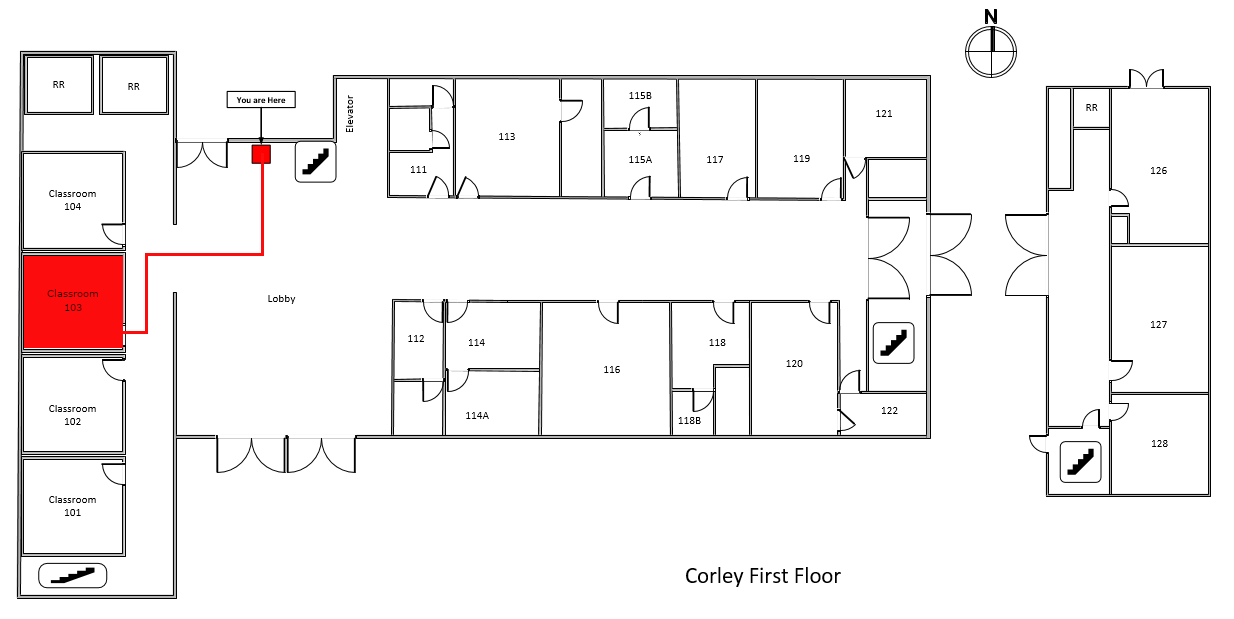 N
RR
RR
You are Here
Elevator
115B
121
RR
113
115A
117
119
111
126
Classroom
104
Classroom
103
Lobby
112
114
118
127
116
120
Classroom
102
114A
118B
122
128
Classroom
101
Corley First Floor